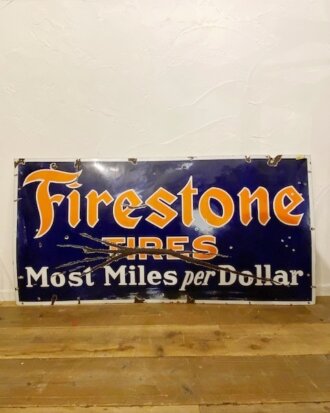 Firestone
TIRES
Most Miles per Dollar